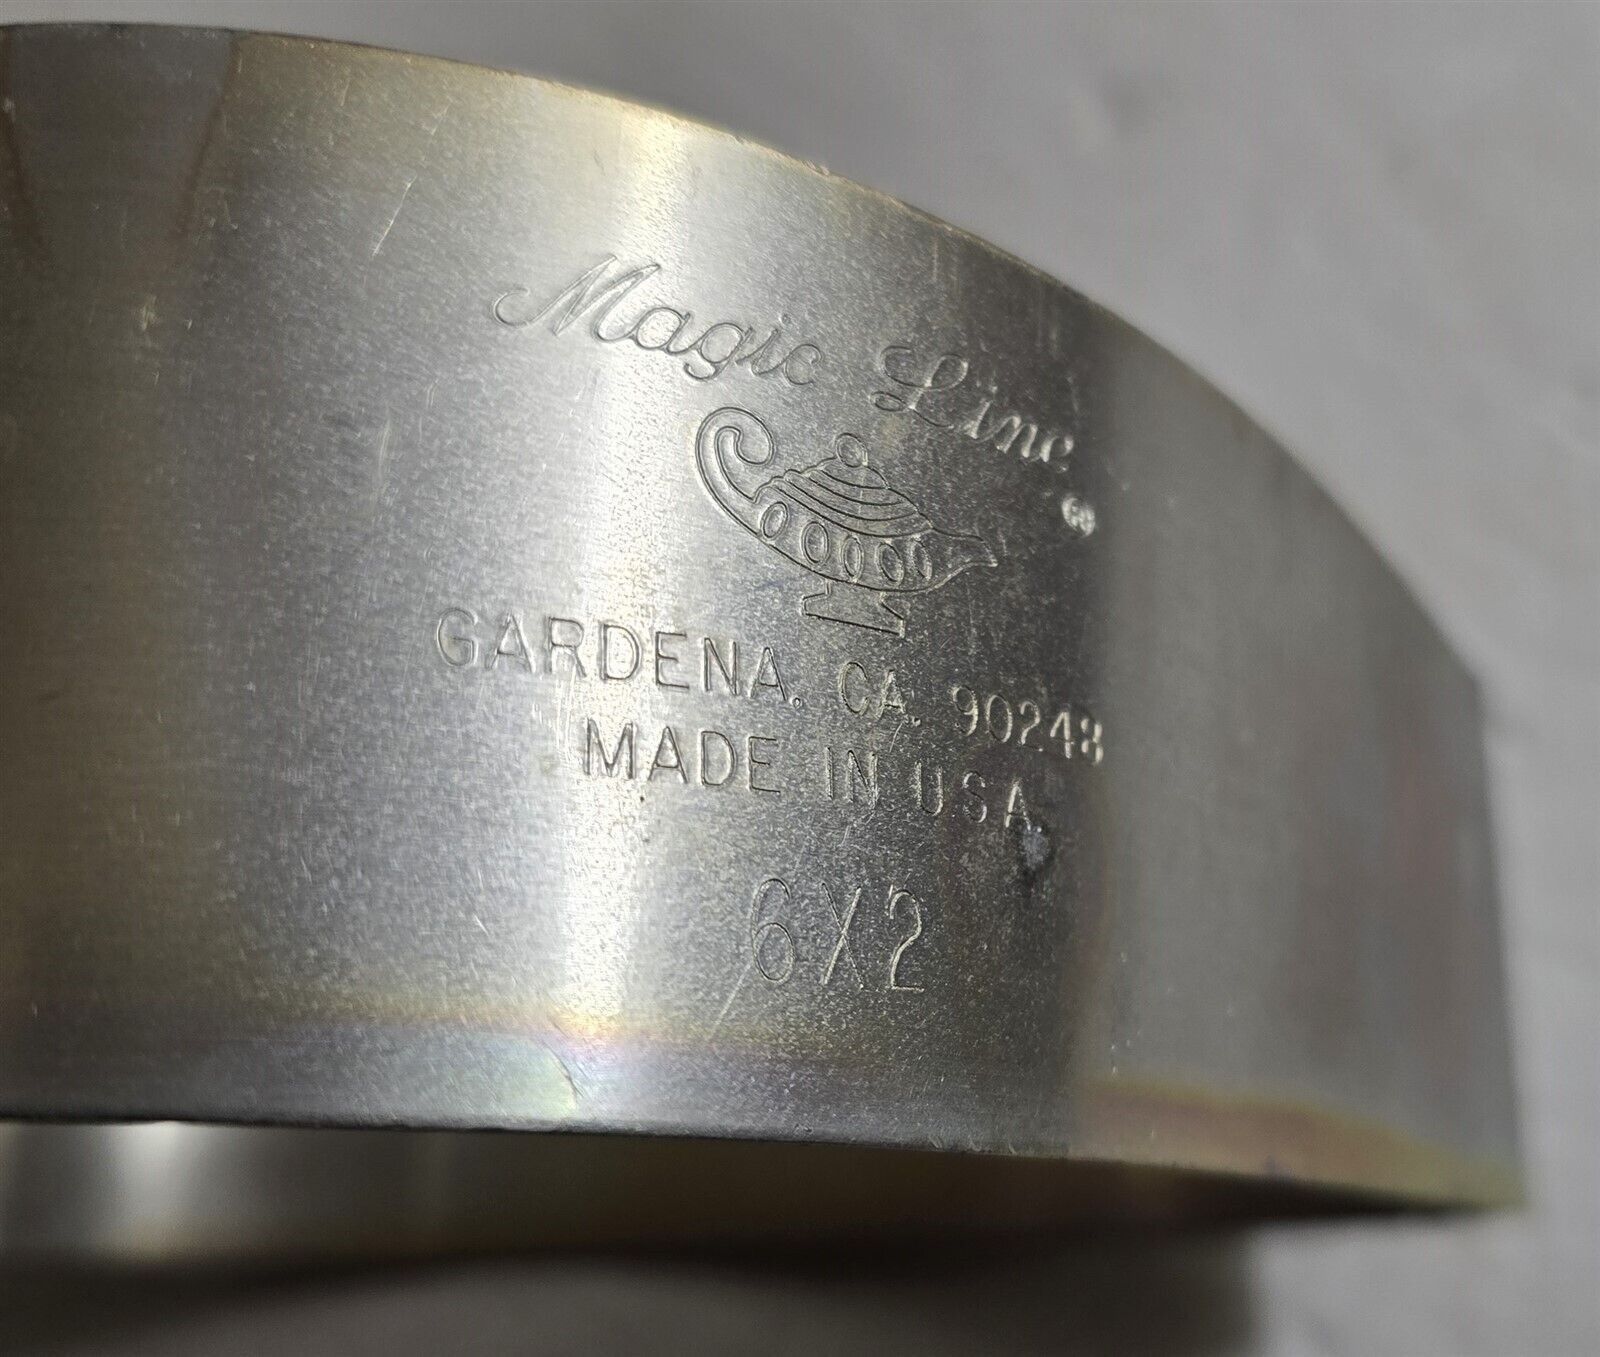 Magic Line®
GARDENA, CA. 90248
MADE IN USA.
6X2